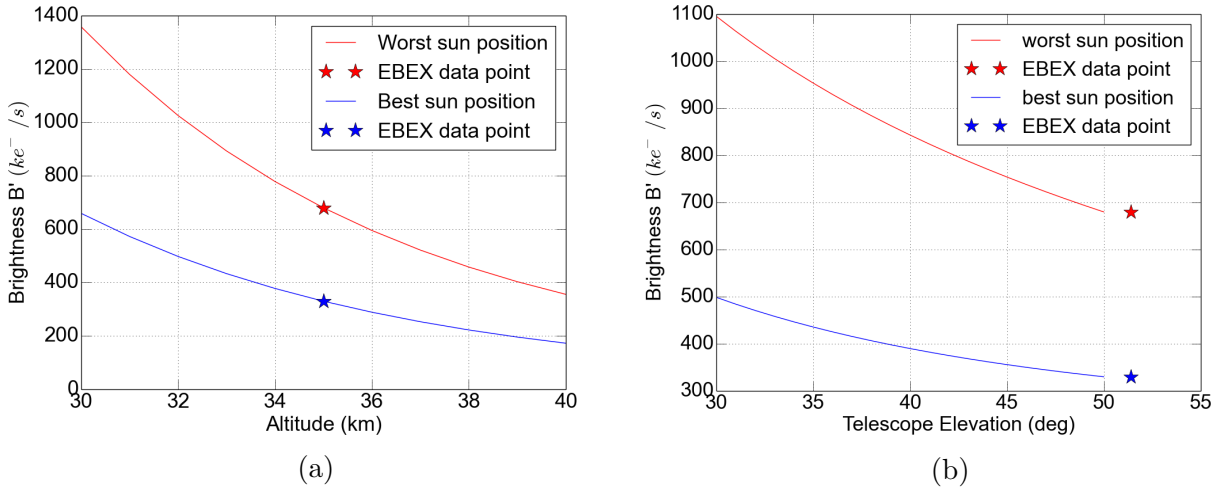 1400
1200
1000
800
600
400
200
0
30 32 34 36 38 40
Brightness B' (ke⁻ /s)
Altitude (km)
Worst sun position
EBEX data point
Best sun position
EBEX data point
(a)
1100
1000
900
800
700
600
500
400
300
30 35 40 45 50 55
Brightness B' (ke⁻ /s)
Telescope Elevation (deg)
worst sun position
EBEX data point
best sun position
EBEX data point
(b)